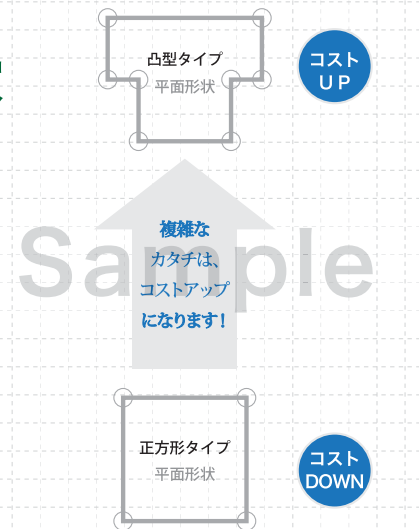 凸型タイプ
平面形状
コスト
UP
Sample
複雑な
カタチは、
コストアップ
になります!
正方形タイプ
平面形状
コスト
DOWN